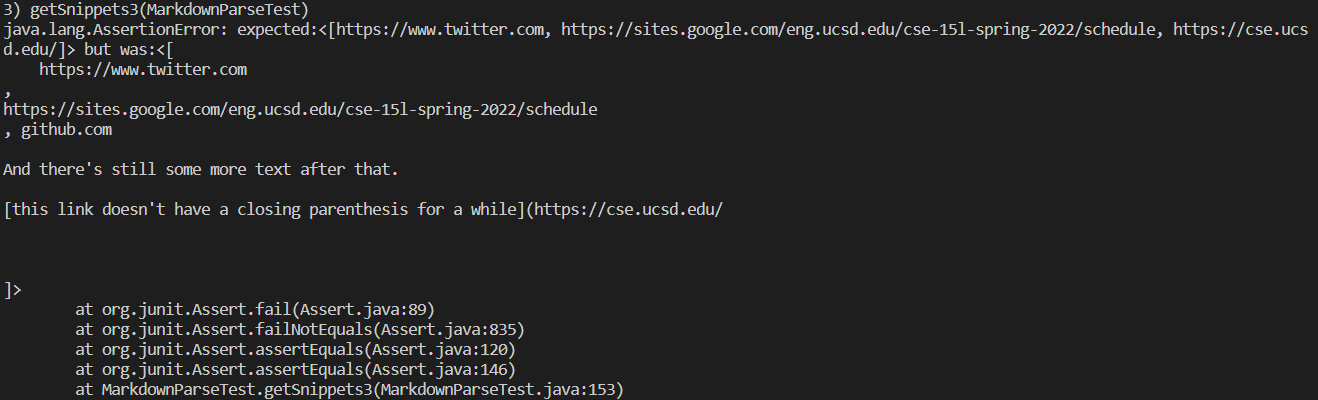 3) getSnippets3(MarkdownParseTest)
java.lang.AssertionError: expected:<[https://www.twitter.com, https://sites.google.com/eng.ucsd.edu/cse-15l-spring-2022/schedule, https://cse.ucs
d.edu/]> but was:<[
    https://www.twitter.com
,
https://sites.google.com/eng.ucsd.edu/cse-15l-spring-2022/schedule
, github.com

And there's still some more text after that.

[this link doesn't have a closing parenthesis for a while](https://cse.ucsd.edu/



]>
        at org.junit.Assert.fail(Assert.java:89)
        at org.junit.Assert.failNotEquals(Assert.java:835)
        at org.junit.Assert.assertEquals(Assert.java:120)
        at org.junit.Assert.assertEquals(Assert.java:146)
        at MarkdownParseTest.getSnippets3(MarkdownParseTest.java:153)